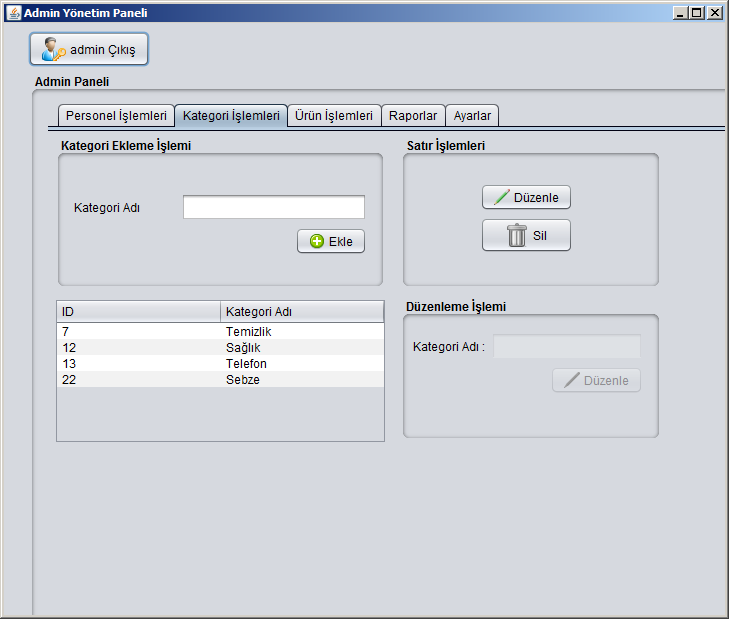 Admin Yönetim Paneli
admin Çıkış
Admin Paneli
Personel İşlemleri Kategori İşlemleri Ürün İşlemleri Raporlar Ayarlar
Kategori Ekleme İşlemi
Kategori Adı
Ekle
Satır İşlemleri
Düzenle
Sil
ID Kategori Adı
7 Temizlik
12 Sağlık
13 Telefon
22 Sebze
Düzenleme İşlemi
Kategori Adı :
Düzenle